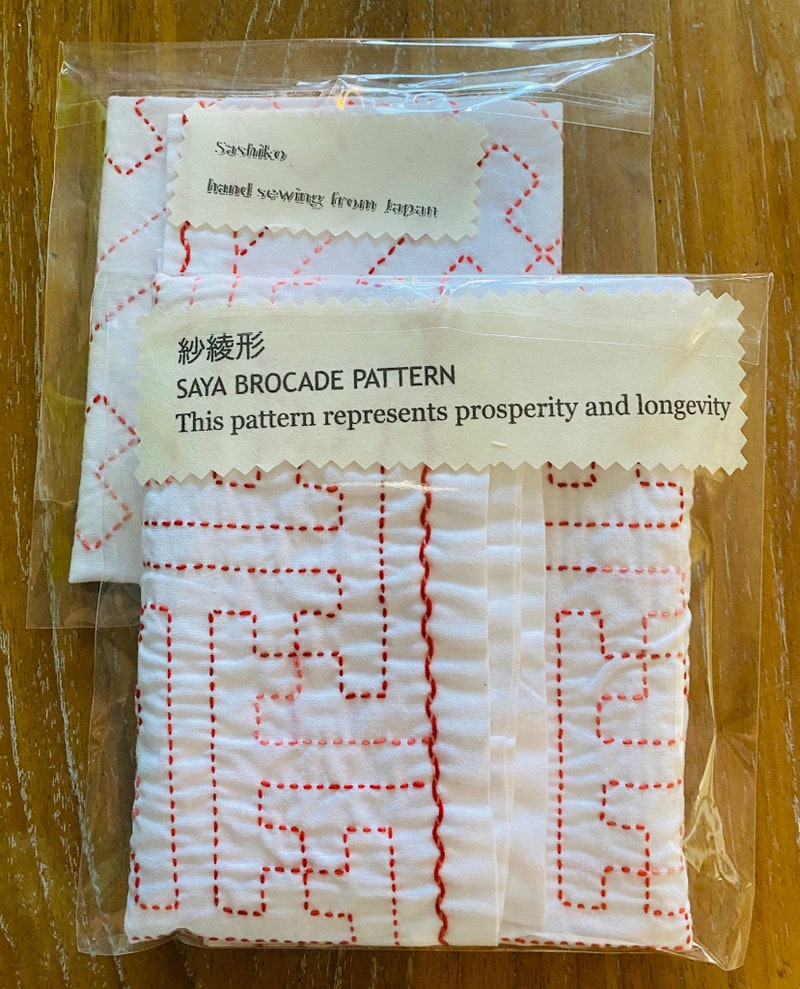 Sashiko
hand sewing from Japan
紗綾形
SAYA BROCADE PATTERN
This pattern represents prosperity and longevity